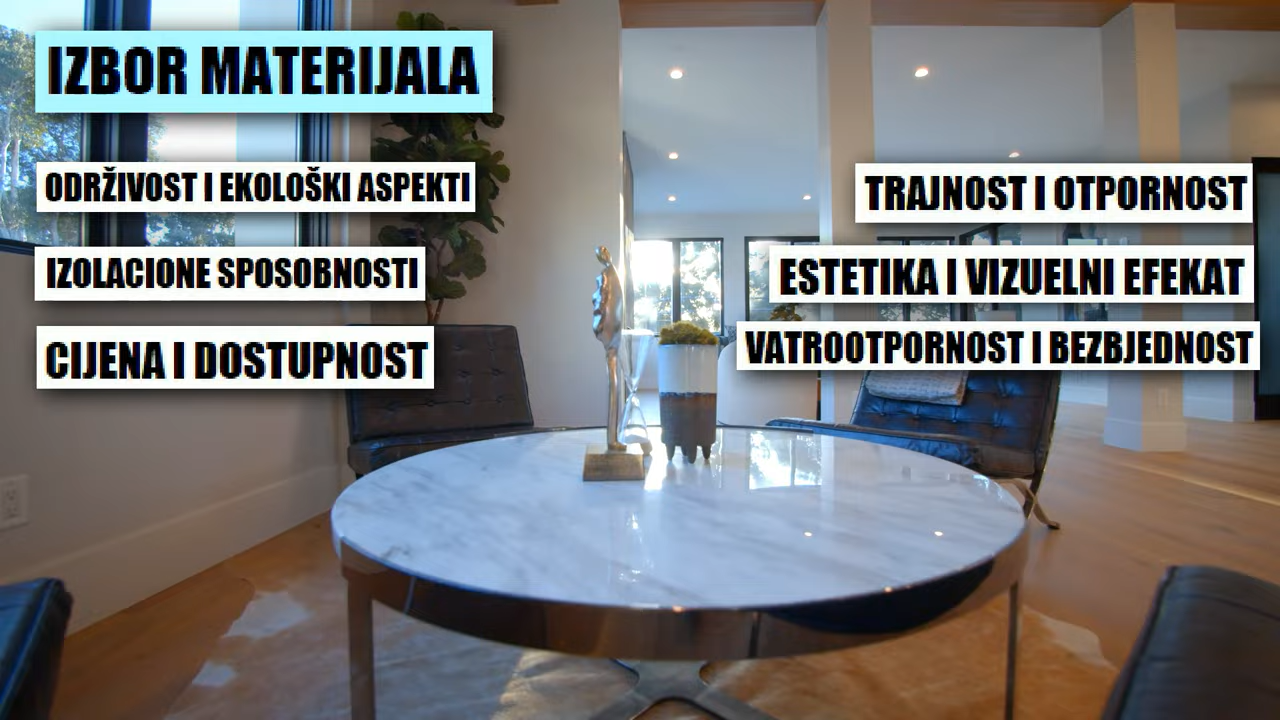 IZBOR MATERIJALA
ODRŽIVOST I EKOLOŠKI ASPEKTI
IZOLACIONE SPOSOBNOSTI
CIJENA I DOSTUPNOST
TRAJNOST I OTPORNOST
ESTETIKA I VIZUELNI EFEKAT
VATROOTPORNOST I BEZBJEDNOST